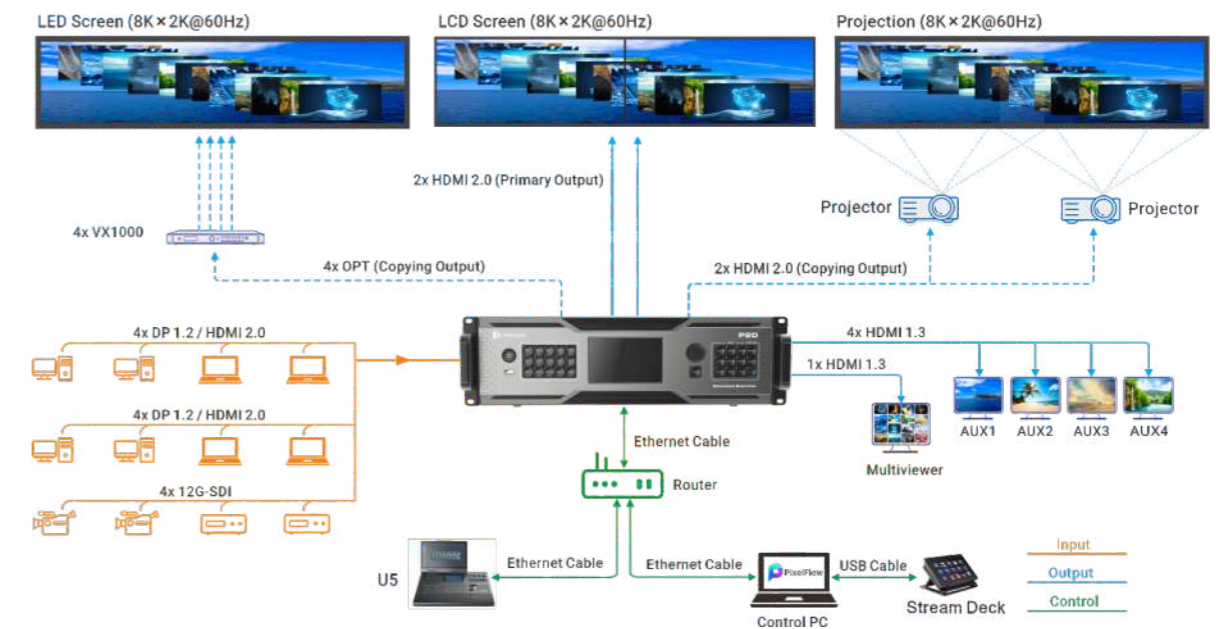 LED Screen (8K×2K@60Hz)
LCD Screen (8K×2K@60Hz)
Projection (8K×2K@60Hz)
2x HDMI 2.0 (Primary Output)
Projector
Projector
4x VX1000
4x OPT (Copying Output)
2x HDMI 2.0 (Copying Output)
4x DP 1.2 / HDMI 2.0
P20
4x HDMI 1.3
1x HDMI 1.3
4x DP 1.2 / HDMI 2.0
AUX1
AUX2
AUX3
AUX4
Ethernet Cable
Multiviewer
4x 12G-SDI
Router
U5
Ethernet Cable
Ethernet Cable
PixelFlow
USB Cable
Stream Deck
Control PC
Input
Output
Control